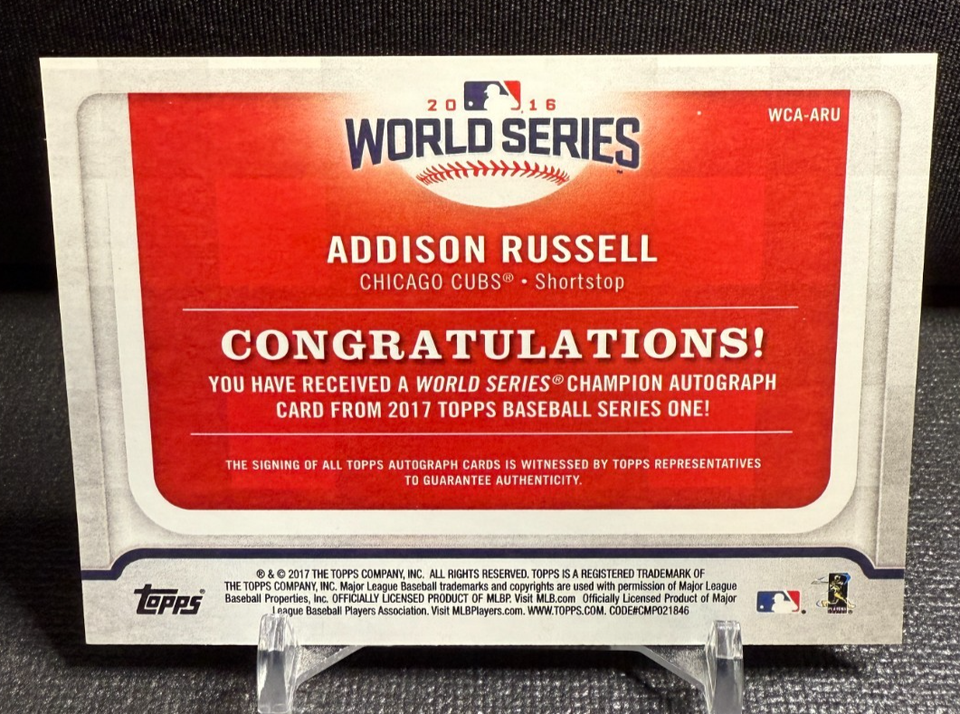 2016
WCA-ARU
WORLD SERIES™
ADDISON RUSSELL
CHICAGO CUBS® • Shortstop
CONGRATULATIONS!
YOU HAVE RECEIVED A WORLD SERIES® CHAMPION AUTOGRAPH
CARD FROM 2017 TOPPS BASEBALL SERIES ONE!
THE SIGNING OF ALL TOPPS AUTOGRAPH CARDS IS WITNESSED BY TOPPS REPRESENTATIVES
TO GUARANTEE AUTHENTICITY.
® & © 2017 THE TOPPS COMPANY, INC. ALL RIGHTS RESERVED. TOPPS IS A REGISTERED TRADEMARK OF
THE TOPPS COMPANY, INC. Major League Baseball trademarks and copyrights are used with permission of Major League
Baseball Properties, Inc. OFFICIALLY LICENSED PRODUCT OF MLBP. Visit MLB.com Officially Licensed Product of Major
League Baseball Players Association. Visit MLBPlayers.com. WWW.TOPPS.COM. CODE#CMP021846
topps®